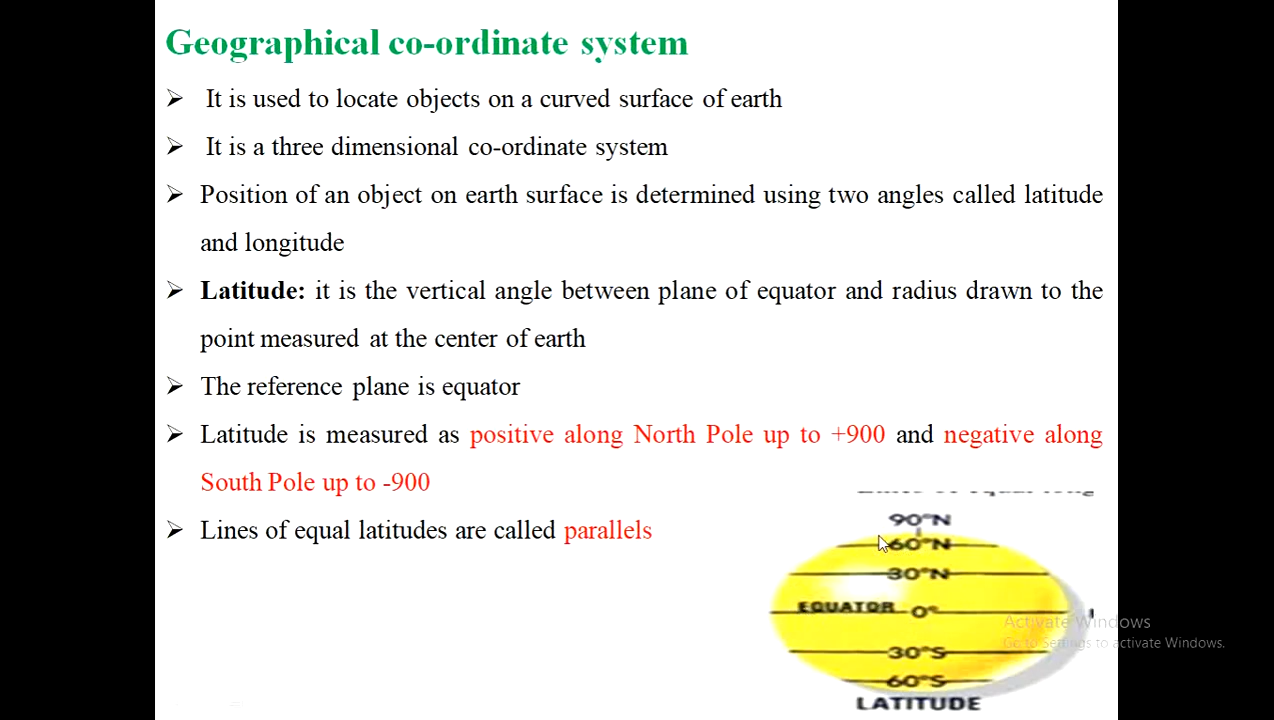 Geographical co-ordinate system
➢ It is used to locate objects on a curved surface of earth
➢ It is a three dimensional co-ordinate system
➢ Position of an object on earth surface is determined using two angles called latitude
and longitude
➢ Latitude: it is the vertical angle between plane of equator and radius drawn to the
point measured at the center of earth
➢ The reference plane is equator
➢ Latitude is measured as positive along North Pole up to +900 and negative along
South Pole up to -900
➢ Lines of equal latitudes are called parallels
90°N
60°N
30°N
EQUATOR 0°
Activate Windows
Go to Settings to activate Windows.
30°S
60°S
LATITUDE